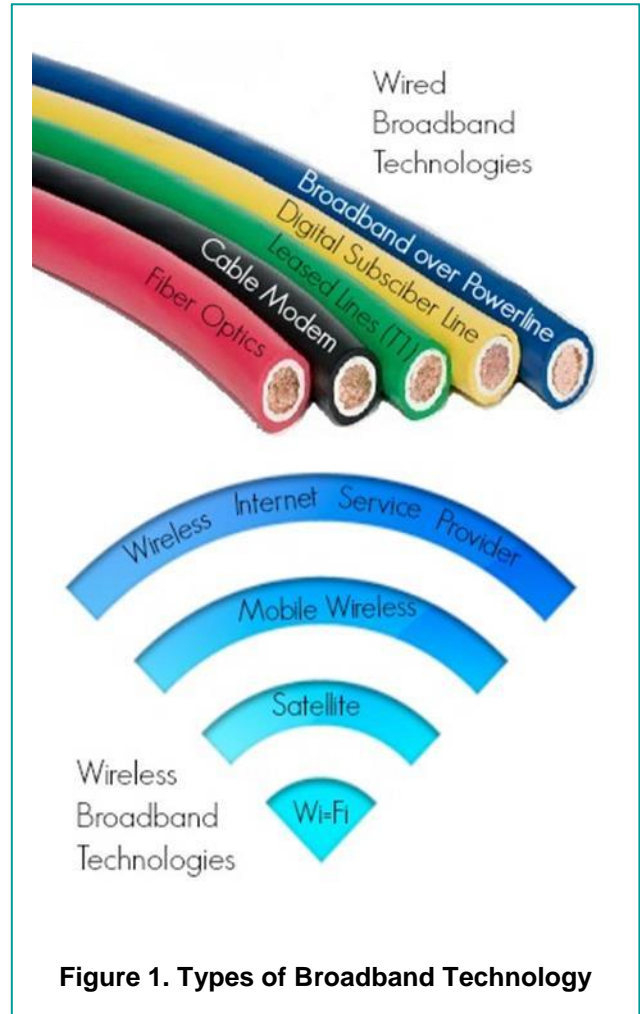 Wired
Broadband
Technologies
Broadband over Powerline
Digital Subsciber Line
Leased Lines (T1)
Cable Modem
Fiber Optics
Wireless Internet Service Provider
Mobile Wireless
Satellite
Wi=Fi
Wireless
Broadband
Technologies
Figure 1. Types of Broadband Technology